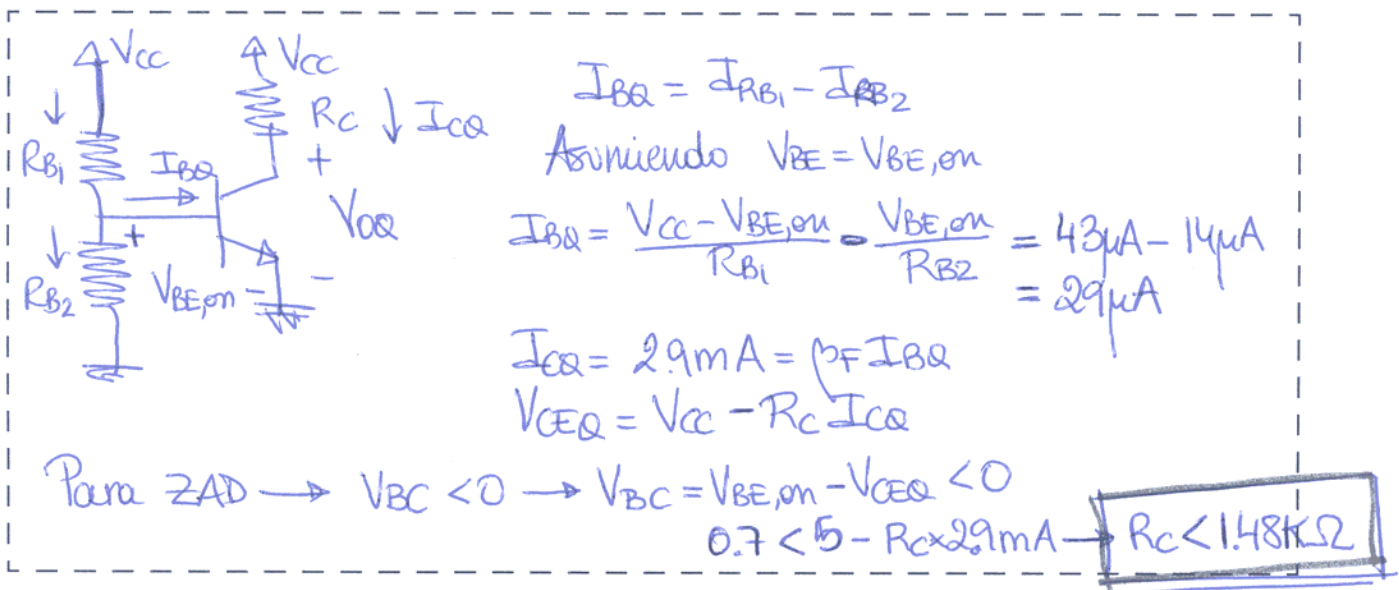 VCC
VCC
RB1
IBQ
RC ↓ ICQ
+
VOQ
+
RB2
VBE,on -
-
IBQ = IRB1 - IRB2
Asumiendo VBE = VBE,on
IBQ = (VCC - VBE,on)/RB1 - VBE,on/RB2 = 43μA - 14μA
= 29μA
ICQ = 2.9mA = βF IBQ
VCEQ = VCC - RC ICQ
Para ZAD → VBC < 0 → VBC = VBE,on - VCEQ < 0
0.7 < 5 - RC×2.9mA → RC < 1.48KΩ